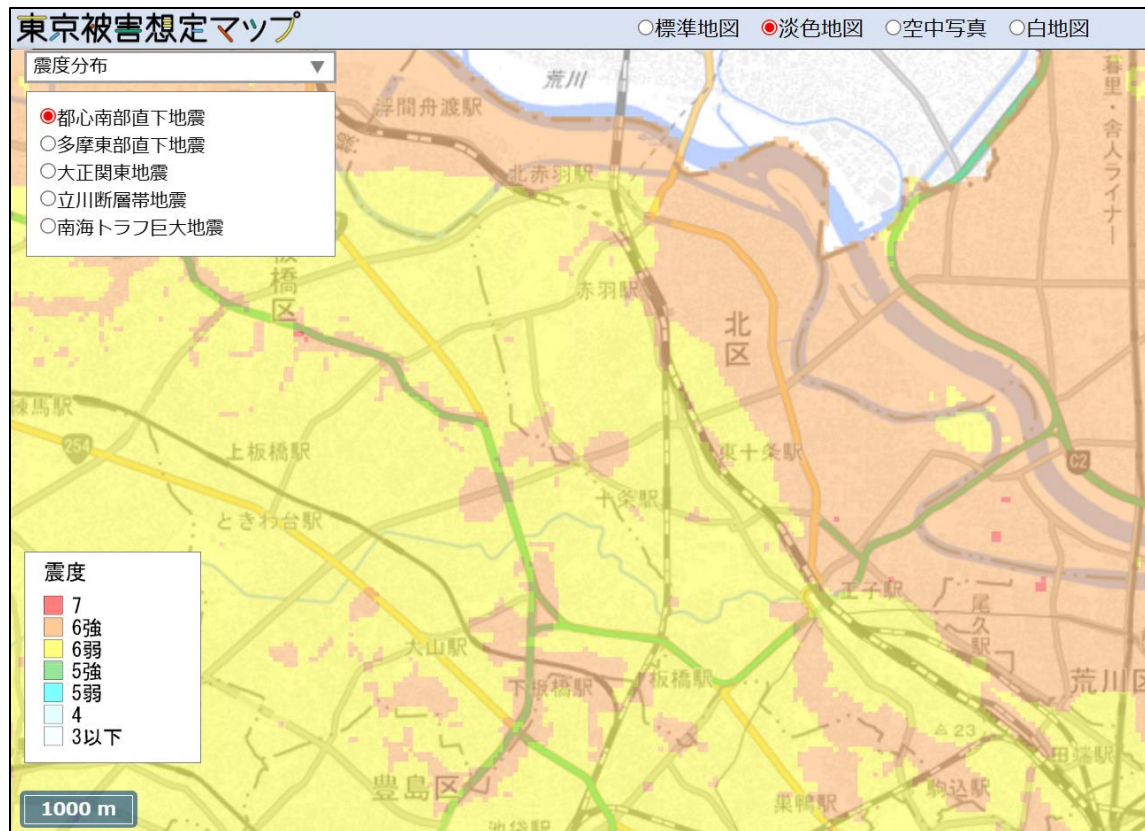 東京被害想定マップ
○標準地図 ◉淡色地図 ○空中写真 ○白地図
震度分布 ▼
◉都心南部直下地震
○多摩東部直下地震
○大正関東地震
○立川断層帯地震
○南海トラフ巨大地震
荒川
浮間舟渡駅
線
北赤羽駅
暮里・舎人ライナー
板橋区
赤羽駅
北区
練馬駅
254
上板橋駅
東十条駅
C2
十条駅
ときわ台駅
王子駅
尾久駅
大山駅
下板橋駅
板橋駅
荒川区
23
田端駅
豊島区
駒込駅
巣鴨駅
池袋駅
震度
7
6強
6弱
5強
5弱
4
3以下
1000 m